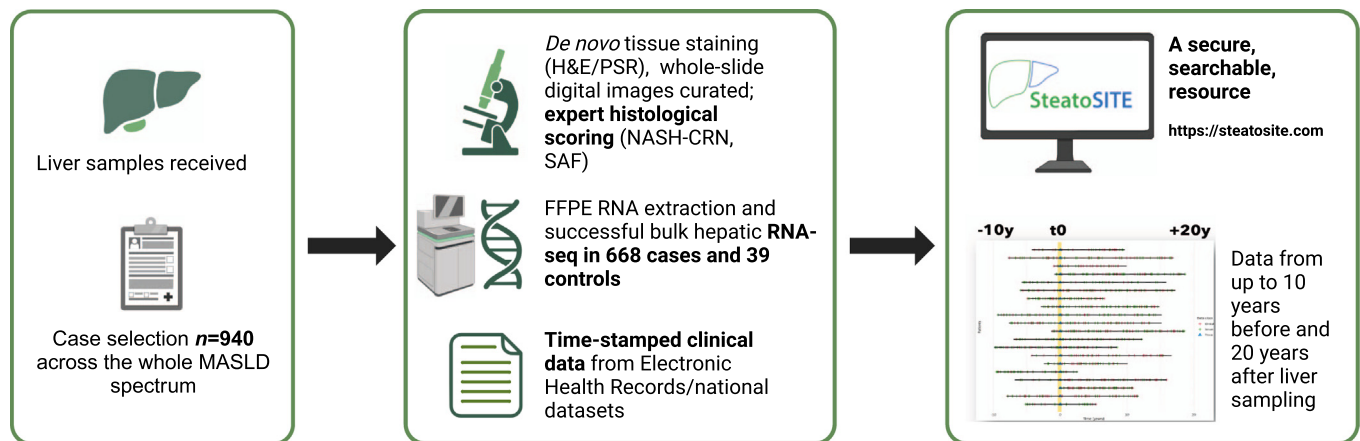 Liver samples received
Case selection n=940
across the whole MASLD
spectrum
De novo tissue staining
(H&E/PSR), whole-slide
digital images curated;
expert histological
scoring (NASH-CRN,
SAF)
FFPE RNA extraction and
successful bulk hepatic RNA-
seq in 668 cases and 39
controls
Time-stamped clinical
data from Electronic
Health Records/national
datasets
SteatoSITE
A secure,
searchable,
resource
https://steatosite.com
-10y t0 +20y
Data from
up to 10
years
before and
20 years
after liver
sampling